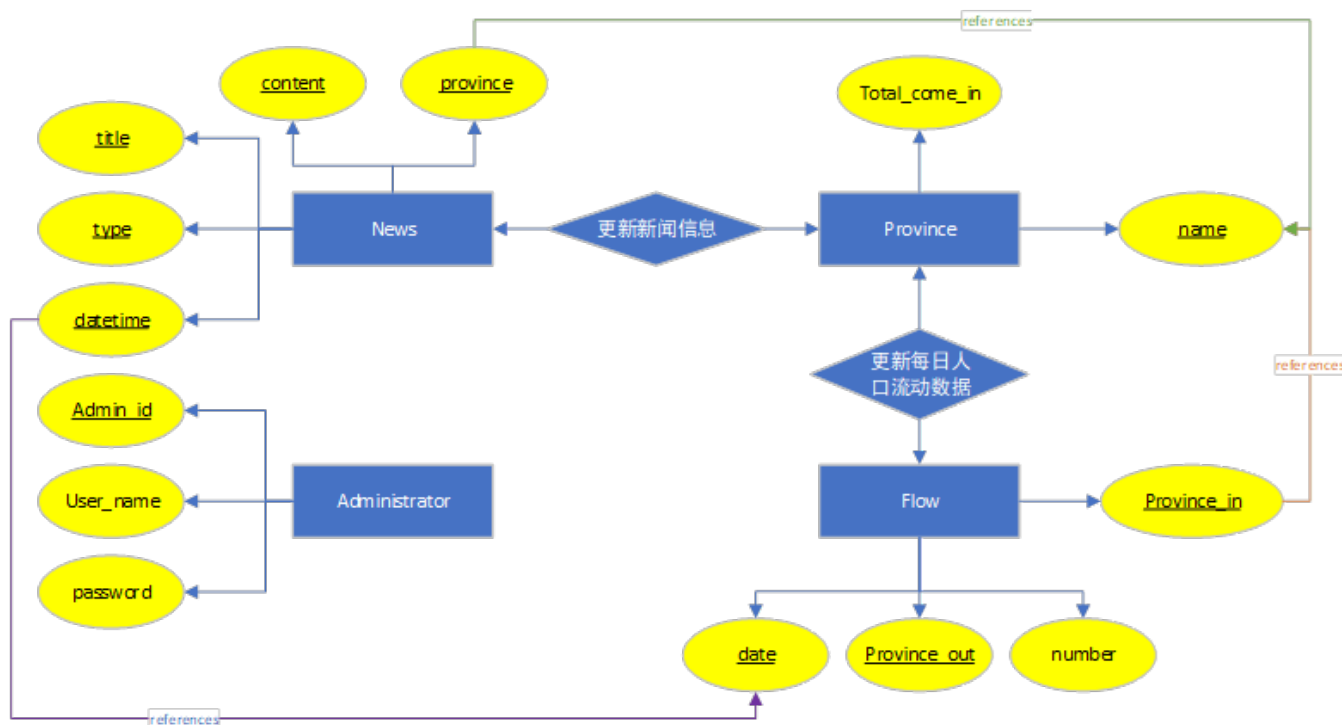 references
content
province
Total_come_in
title
type
News
更新新闻信息
Province
name
datetime
更新每日人
口流动数据
references
Admin_id
User_name
Administrator
Flow
Province_in
password
date
Province_out
number
references